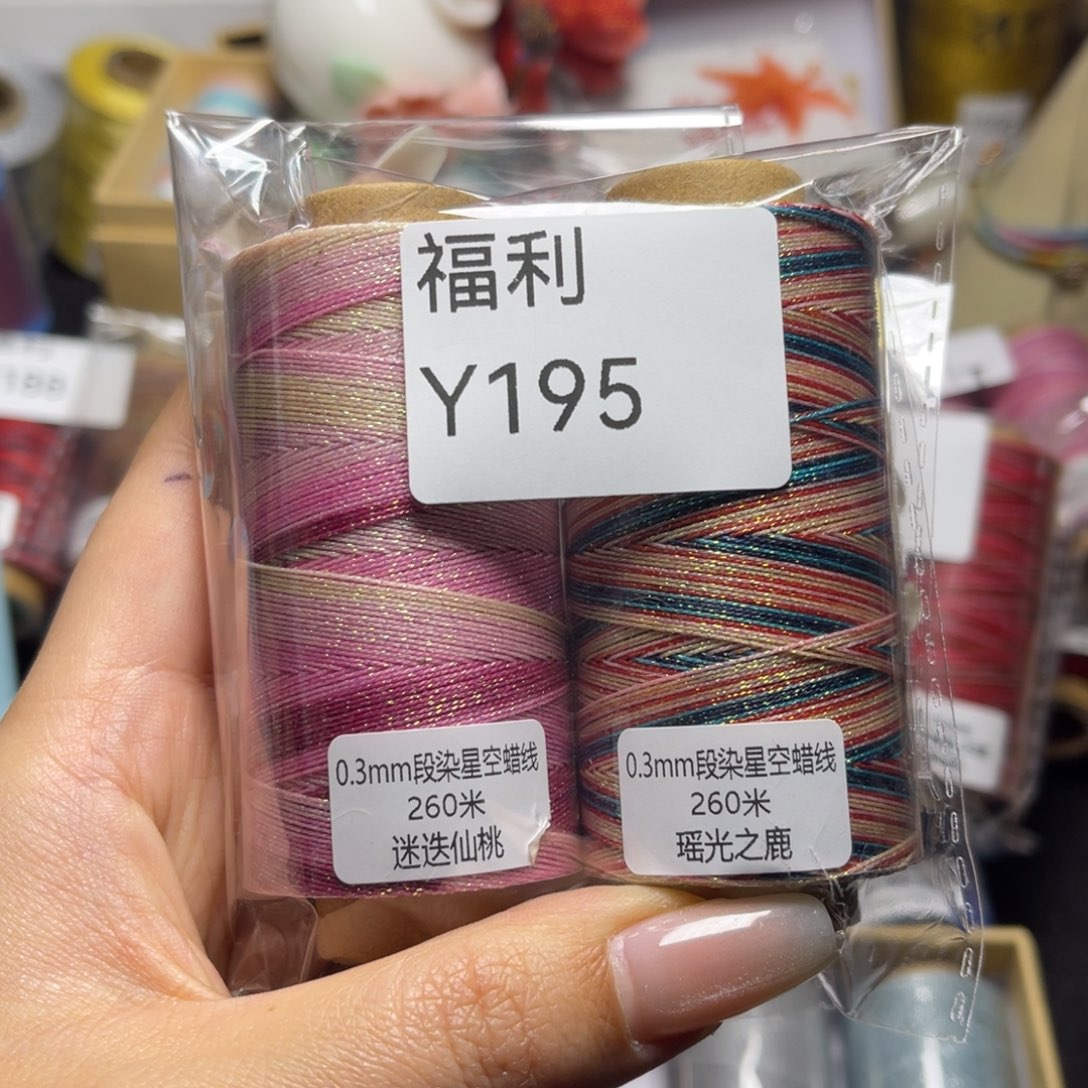 福利
Y195
0.3mm段染星空蜡线
260米
迷迭仙桃
0.3mm段染星空蜡线
260米
瑶光之鹿